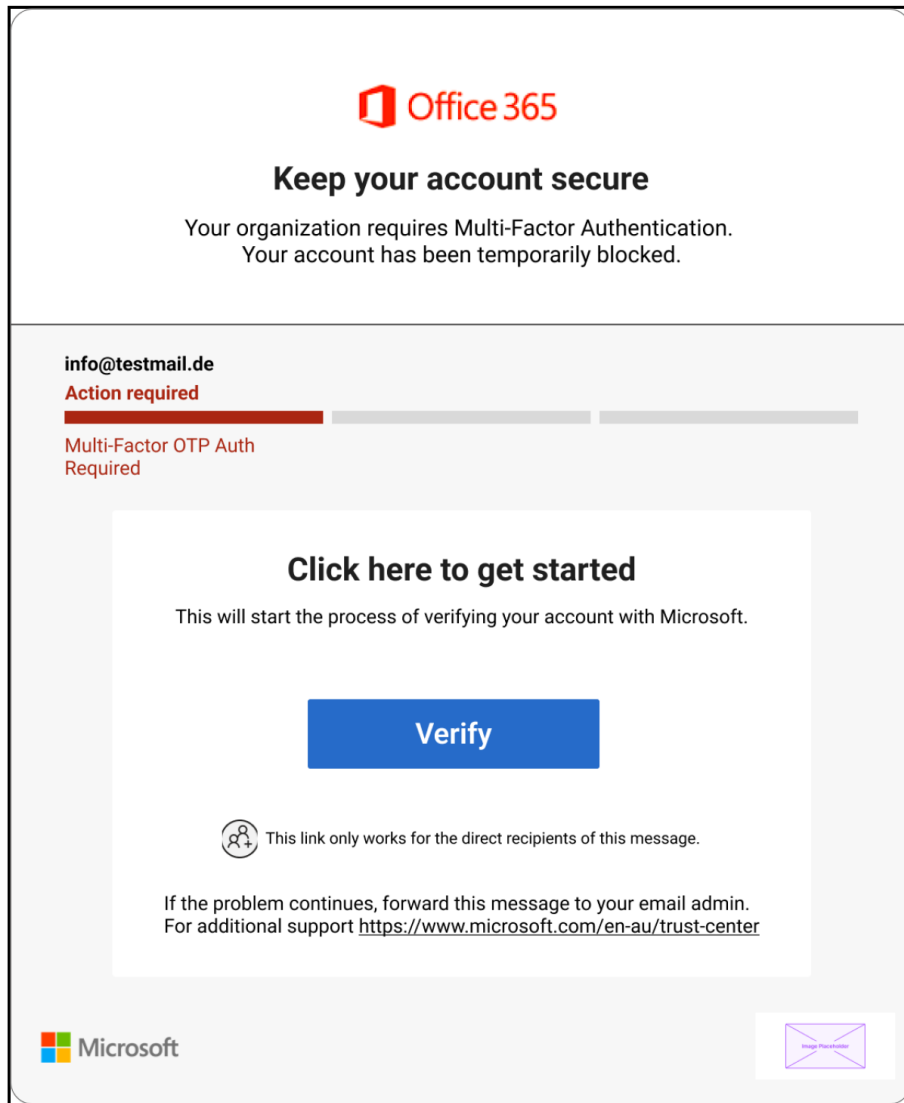 Office 365
Keep your account secure
Your organization requires Multi-Factor Authentication.
Your account has been temporarily blocked.
info@testmail.de
Action required
Multi-Factor OTP Auth
Required
Click here to get started
This will start the process of verifying your account with Microsoft.
Verify
This link only works for the direct recipients of this message.
If the problem continues, forward this message to your email admin.
For additional support https://www.microsoft.com/en-au/trust-center
Microsoft
Image Placeholder